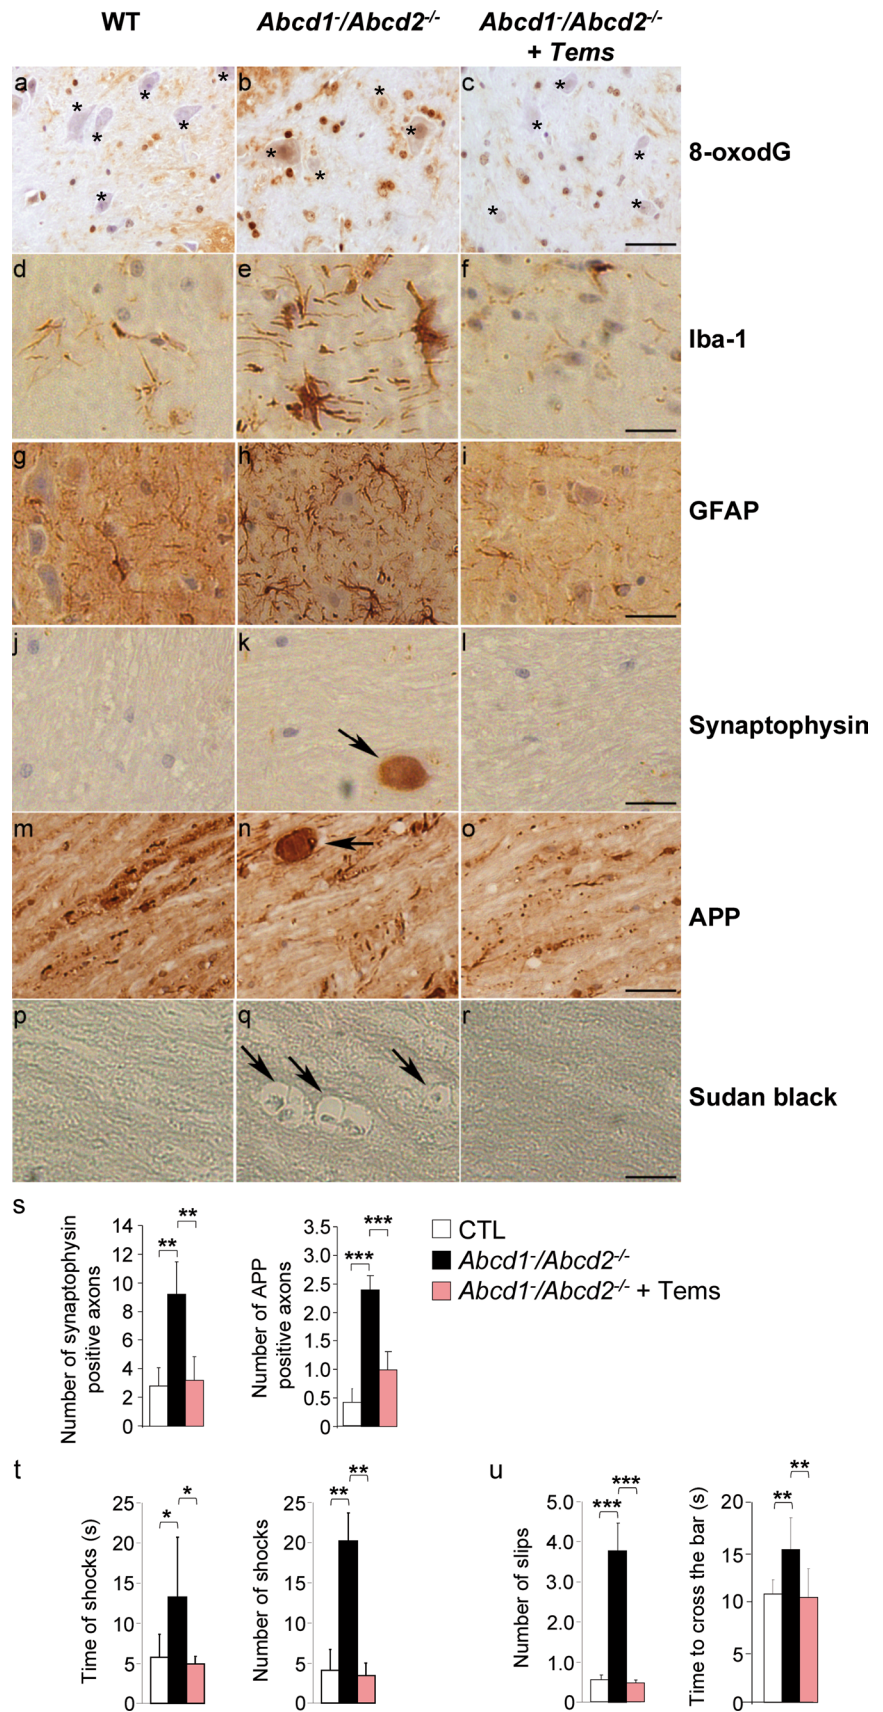 WT
Abcd1-/Abcd2-/-
Abcd1-/Abcd2-/-
+ Tems
a
b
c
8-oxodG
d
e
f
Iba-1
g
h
i
GFAP
j
k
l
Synaptophysin
m
n
o
APP
p
q
r
Sudan black
s
Number of synaptophysin
positive axons
14
12
10
8
6
4
2
0
**
**
Number of APP
positive axons
3.5
3.0
2.5
2.0
1.5
1.0
0.5
0
***
***
CTL
Abcd1-/Abcd2-/-
Abcd1-/Abcd2-/- + Tems
t
Time of shocks (s)
25
20
15
10
5
0
*
*
Number of shocks
25
20
15
10
5
0
**
**
u
Number of slips
5.0
4.0
3.0
2.0
1.0
0
***
***
Time to cross the bar (s)
20
15
10
5
0
**
**